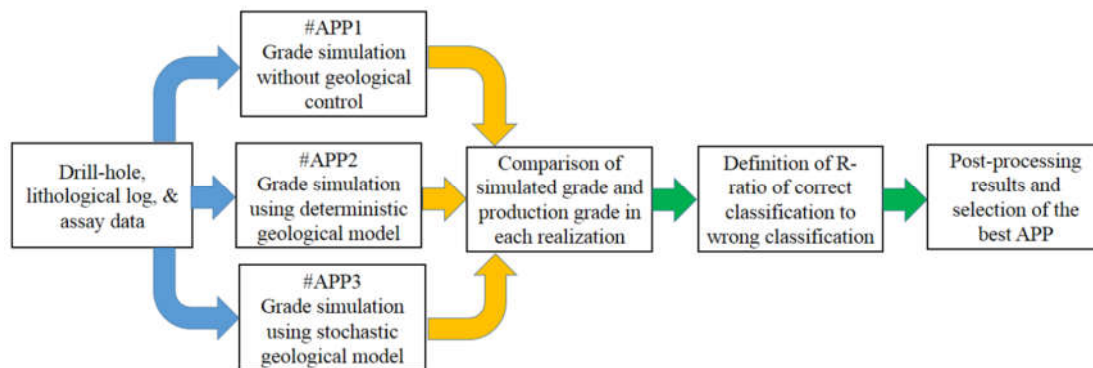 Drill-hole,
lithological log, &
assay data
#APP1
Grade simulation
without geological
control
#APP2
Grade simulation
using deterministic
geological model
#APP3
Grade simulation
using stochastic
geological model
Comparison of
simulated grade and
production grade in
each realization
Definition of R-
ratio of correct
classification to
wrong classification
Post-processing
results and
selection of the
best APP